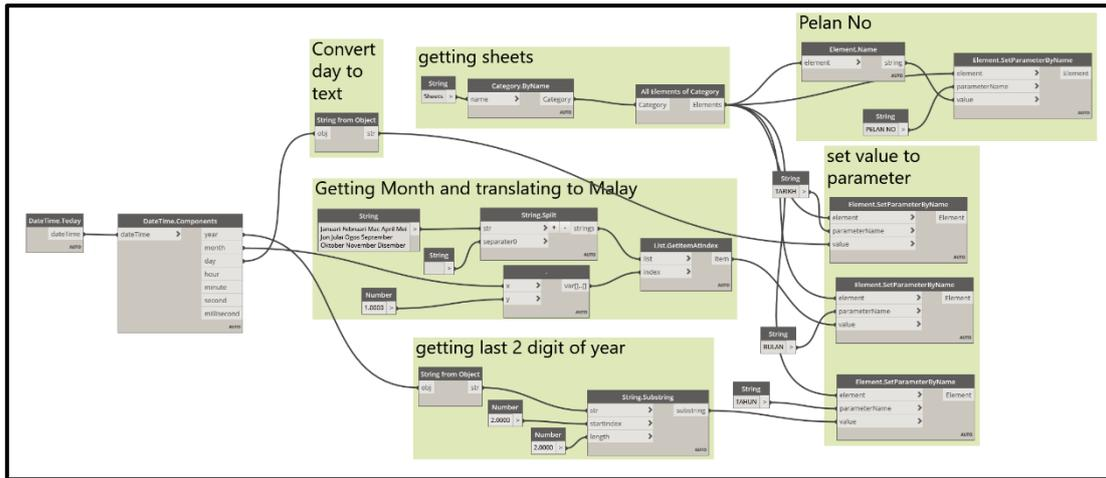 Pelan No
Convert
day to
text
getting sheets
Element.Name
element > string
AUTO
Element.SetParameterByName
element > Element
parameterName >
value >
AUTO
String
Sheets >
Category.ByName
name > Category
AUTO
All Elements of Category
Category Elements
AUTO
String
PELAN NO >
String from Object
obj str
AUTO
set value to
parameter
Getting Month and translating to Malay
String
TARIKH >
DateTime.Today
dateTime >
AUTO
DateTime.Components
dateTime > year
month
day
hour
minute
second
millisecond
AUTO
String
Januari Februari Mac April Mei
Jun Julai Ogos September
Oktober November Disember
>
String.Split
str > + - strings
separater0 >
AUTO
String
>
List.GetItemAtIndex
list > item
index >
AUTO
Element.SetParameterByName
element > Element
parameterName >
value >
AUTO
-
x > var[]..[]
y >
AUTO
Number
1.0000 >
Element.SetParameterByName
element > Element
parameterName >
value >
AUTO
String
BULAN >
getting last 2 digit of year
String from Object
obj str
AUTO
String.Substring
str > substring
startIndex >
length >
AUTO
Number
2.0000 >
Number
2.0000 >
String
TAHUN >
Element.SetParameterByName
element > Element
parameterName >
value >
AUTO